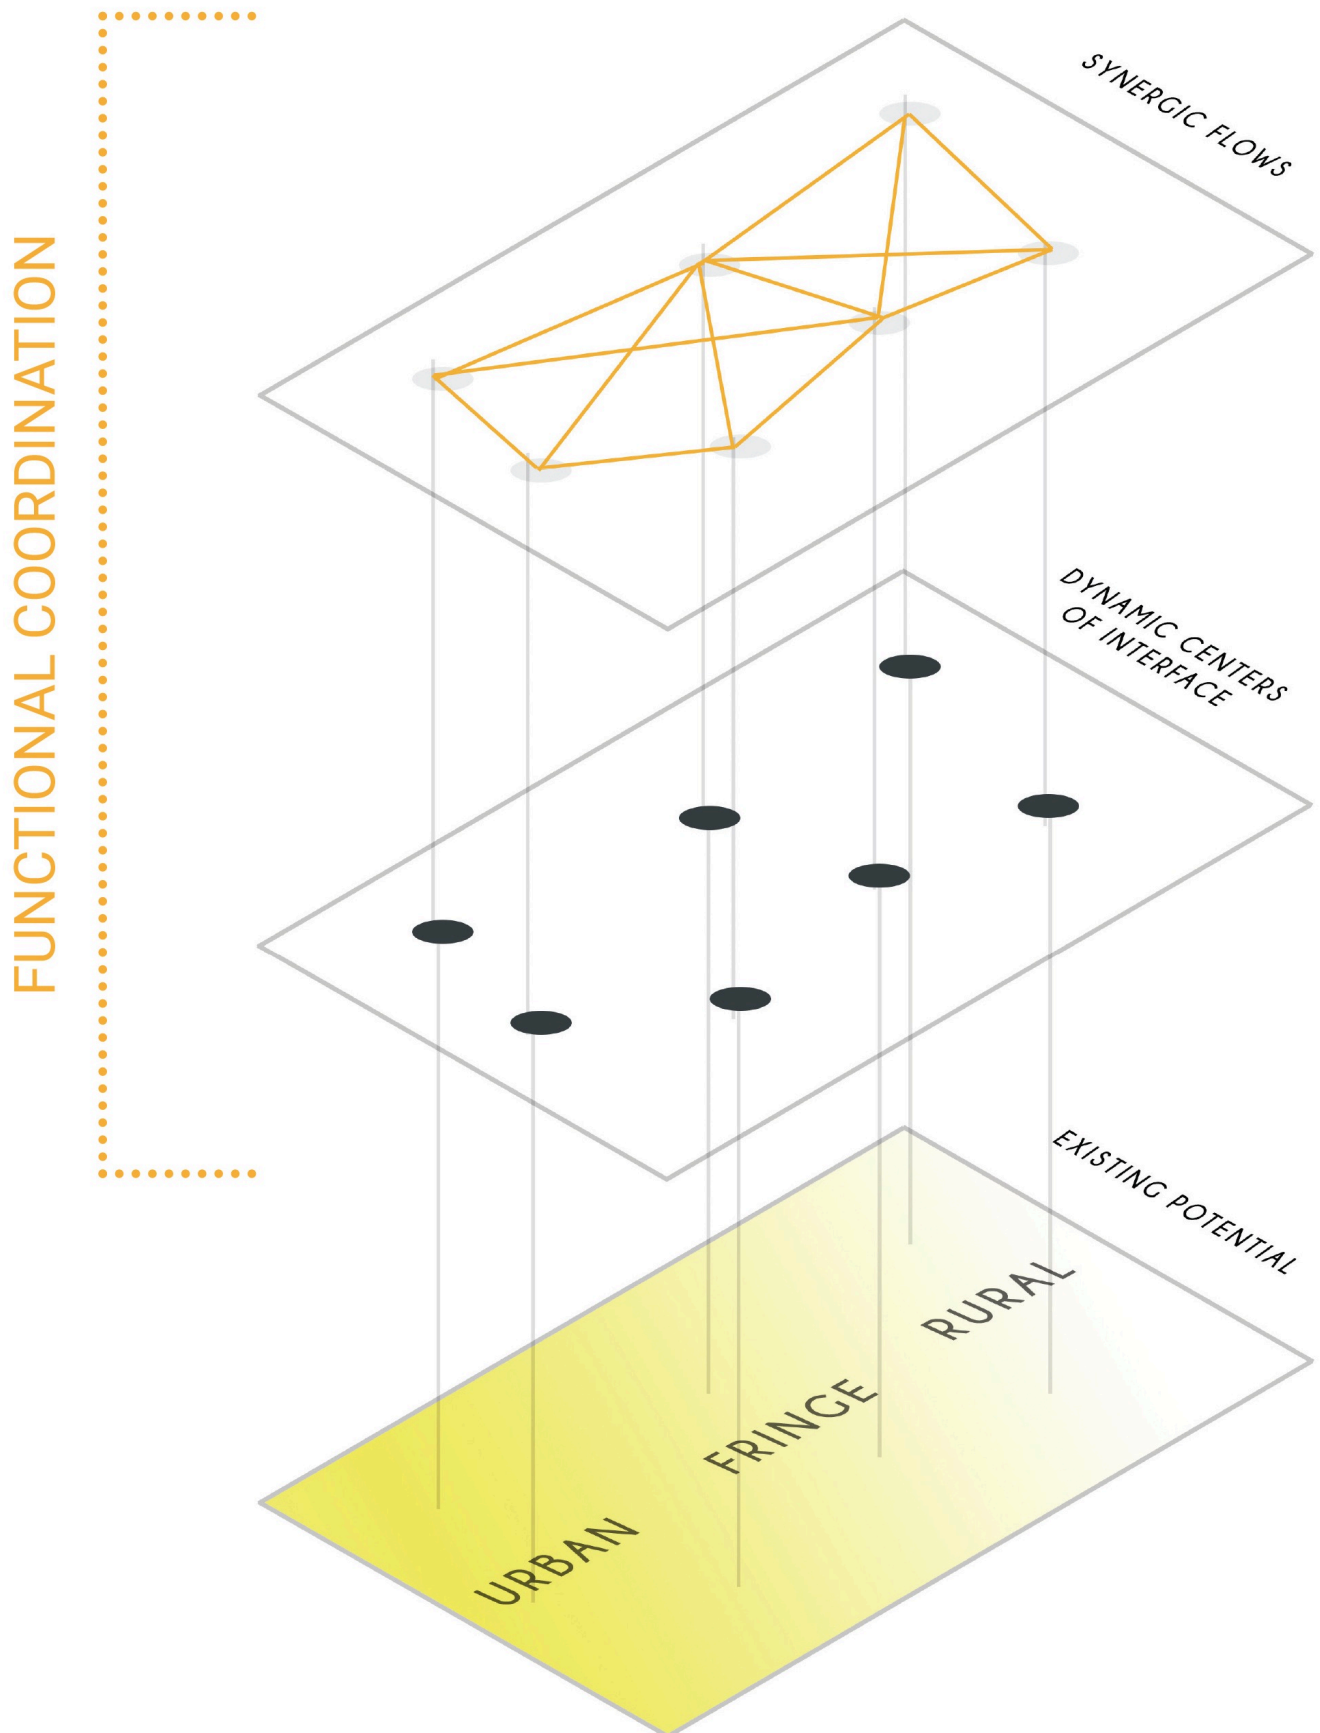 FUNCTIONAL COORDINATION
SYNERGIC FLOWS
DYNAMIC CENTERS
OF INTERFACE
EXISTING POTENTIAL
RURAL
FRINGE
URBAN